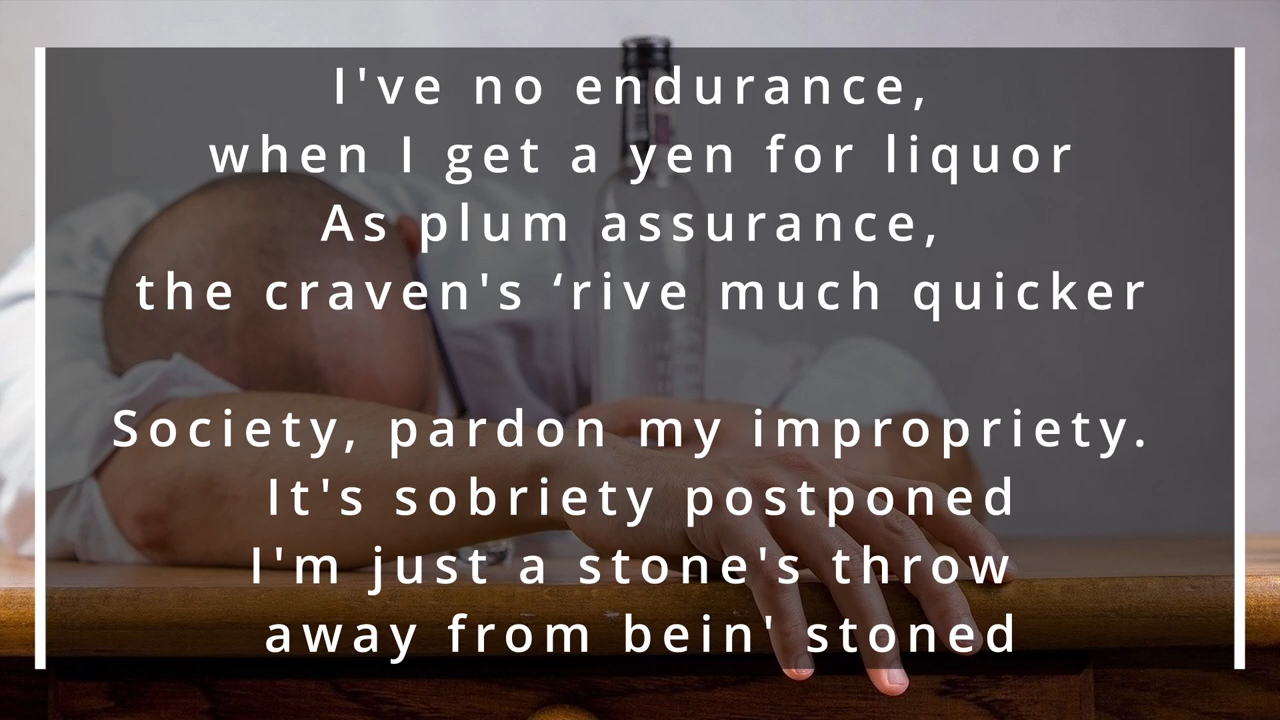 I've no endurance,
when I get a yen for liquor
As plum assurance,
the craven's ‘rive much quicker
Society, pardon my impropriety.
It's sobriety postponed
I'm just a stone's throw
away from bein' stoned